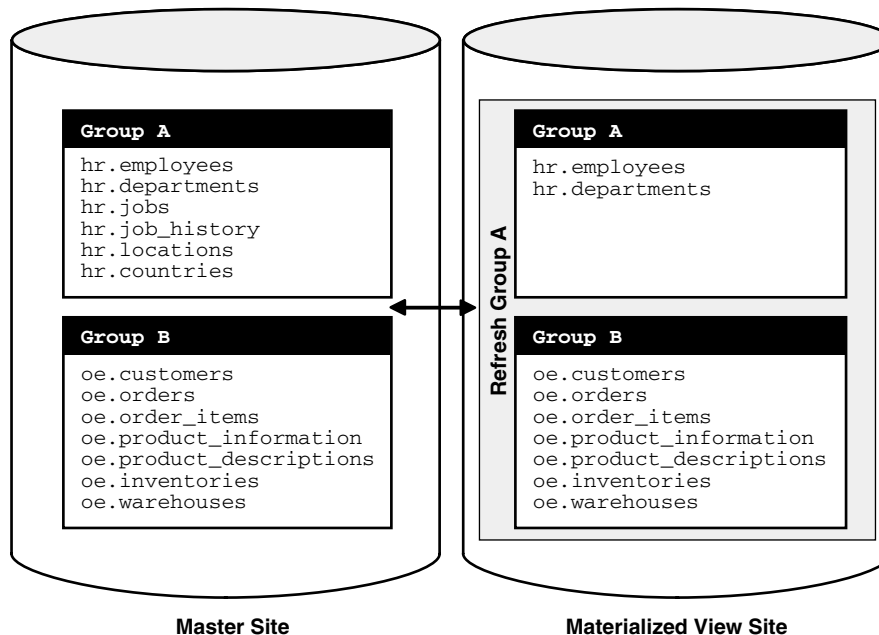 Group A
hr.employees
hr.departments
hr.jobs
hr.job_history
hr.locations
hr.countries
Group B
oe.customers
oe.orders
oe.order_items
oe.product_information
oe.product_descriptions
oe.inventories
oe.warehouses
Master Site
Refresh Group A
Group A
hr.employees
hr.departments
Group B
oe.customers
oe.orders
oe.order_items
oe.product_information
oe.product_descriptions
oe.inventories
oe.warehouses
Materialized View Site